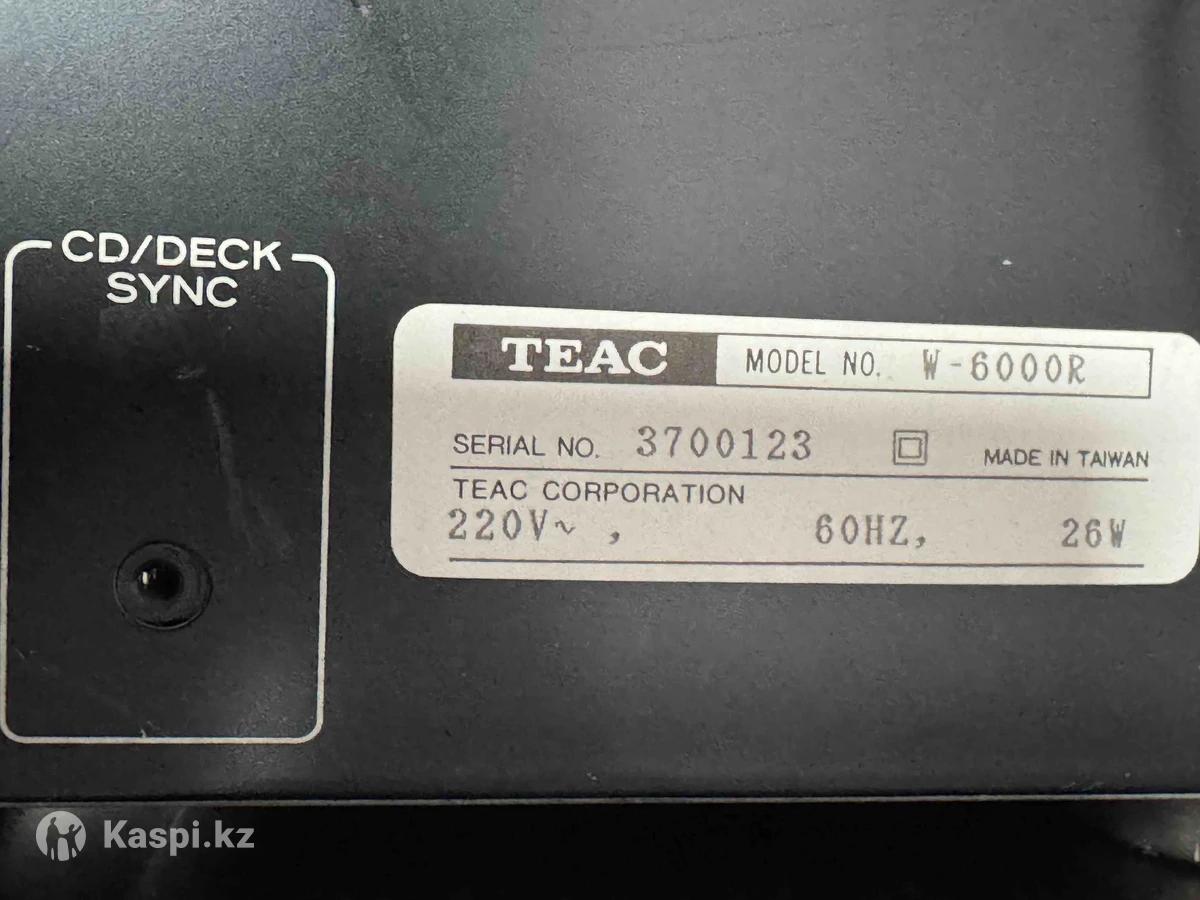 CD/DECK
SYNC
TEAC MODEL NO. W-6000R
SERIAL NO. 3700123 MADE IN TAIWAN
TEAC CORPORATION
220V~, 60HZ, 26W
Kaspi.kz